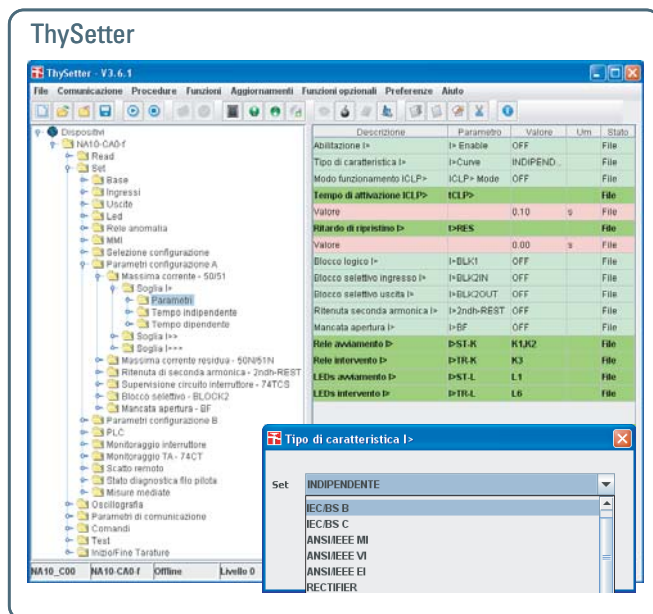 ThySetter
ThySetter - V3.6.1
File Comunicazione Procedure Funzioni Aggiornamenti Funzioni opzionali Preferenze Aiuto
Dispositivi
NA10-CA0-f
Read
Set
Base
Ingressi
Uscite
Led
Rele anomalia
MMI
Selezione configurazione
Parametri configurazione A
Massima corrente - 50/51
Soglia I>
Parametri
Tempo indipendente
Tempo dipendente
Soglia I>>
Soglia I>>>
Massima corrente residua - 50N/51N
Ritenuta di seconda armonica - 2ndh-REST
Supervisione circuito interruttore - 74TCS
Blocco selettivo - BLOCK2
Mancata apertura - BF
Parametri configurazione B
PLC
Monitoraggio interruttore
Monitoraggio TA - 74CT
Scatto remoto
Stato diagnostica filo pilota
Misure mediate
Oscillografia
Parametri di comunicazione
Comandi
Test
Inizio/Fine Tarature
Descrizione Parametro Valore Um Stato
Abilitazione I> I> Enable OFF File
Tipo di caratteristica I> I>Curve INDIPEND... File
Modo funzionamento ICLP> ICLP> Mode OFF File
Tempo di attivazione ICLP> tCLP> File
Valore 0.10 s File
Ritardo di ripristino I> t>RES File
Valore 0.00 s File
Blocco logico I> I>BLK1 OFF File
Blocco selettivo ingresso I> I>BLK2IN OFF File
Blocco selettivo uscita I> I>BLK2OUT OFF File
Ritenuta seconda armonica I> I>2ndh-REST OFF File
Mancata apertura I> I>BF OFF File
Rele avviamento I> I>ST-K K1,K2 File
Rele intervento I> I>TR-K K3 File
LEDs avviamento I> I>ST-L L1 File
LEDs intervento I> I>TR-L L6 File
NA10_C00 NA10-CA0-f Offline Livello 0
Tipo di caratteristica I>
Set INDIPENDENTE
IEC/BS B
IEC/BS C
ANSI/IEEE MI
ANSI/IEEE VI
ANSI/IEEE EI
RECTIFIER